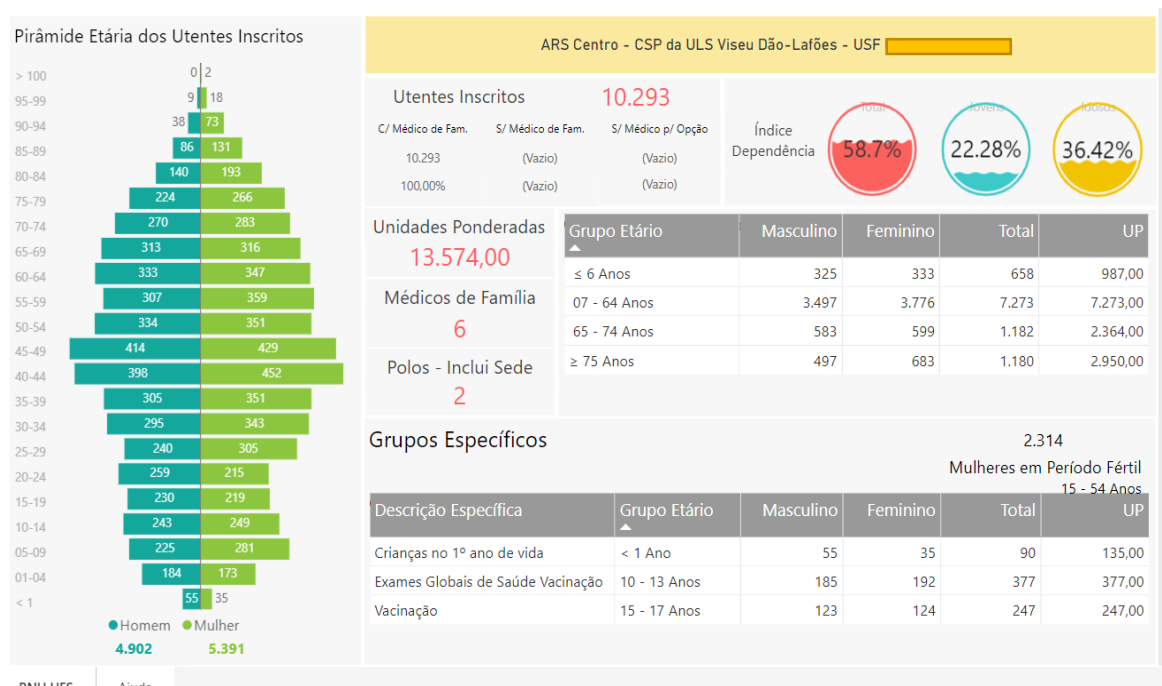 Pirâmide Etária dos Utentes Inscritos
> 100 0 2
95-99 9 18
90-94 38 73
85-89 86 131
80-84 140 193
75-79 224 266
70-74 270 283
65-69 313 316
60-64 333 347
55-59 307 359
50-54 334 351
45-49 414 429
40-44 398 452
35-39 305 351
30-34 295 343
25-29 240 305
20-24 259 215
15-19 230 219
10-14 243 249
05-09 225 281
01-04 184 173
< 1 55 35
Homem Mulher
4.902 5.391
ARS Centro - CSP da ULS Viseu Dão-Lafões - USF
Utentes Inscritos 10.293
C/ Médico de Fam. S/ Médico de Fam. S/ Médico p/ Opção
10.293 (Vazio) (Vazio)
100,00% (Vazio) (Vazio)
Índice
Dependência
Total Jovens Idosos
58.7% 22.28% 36.42%
Unidades Ponderadas
13.574,00
Médicos de Família
6
Polos - Inclui Sede
2
Grupo Etário Masculino Feminino Total UP
≤ 6 Anos 325 333 658 987,00
07 - 64 Anos 3.497 3.776 7.273 7.273,00
65 - 74 Anos 583 599 1.182 2.364,00
≥ 75 Anos 497 683 1.180 2.950,00
Grupos Específicos
2.314
Mulheres em Período Fértil
15 - 54 Anos
Descrição Específica Grupo Etário Masculino Feminino Total UP
Crianças no 1º ano de vida < 1 Ano 55 35 90 135,00
Exames Globais de Saúde Vacinação 10 - 13 Anos 185 192 377 377,00
Vacinação 15 - 17 Anos 123 124 247 247,00
Ajuda